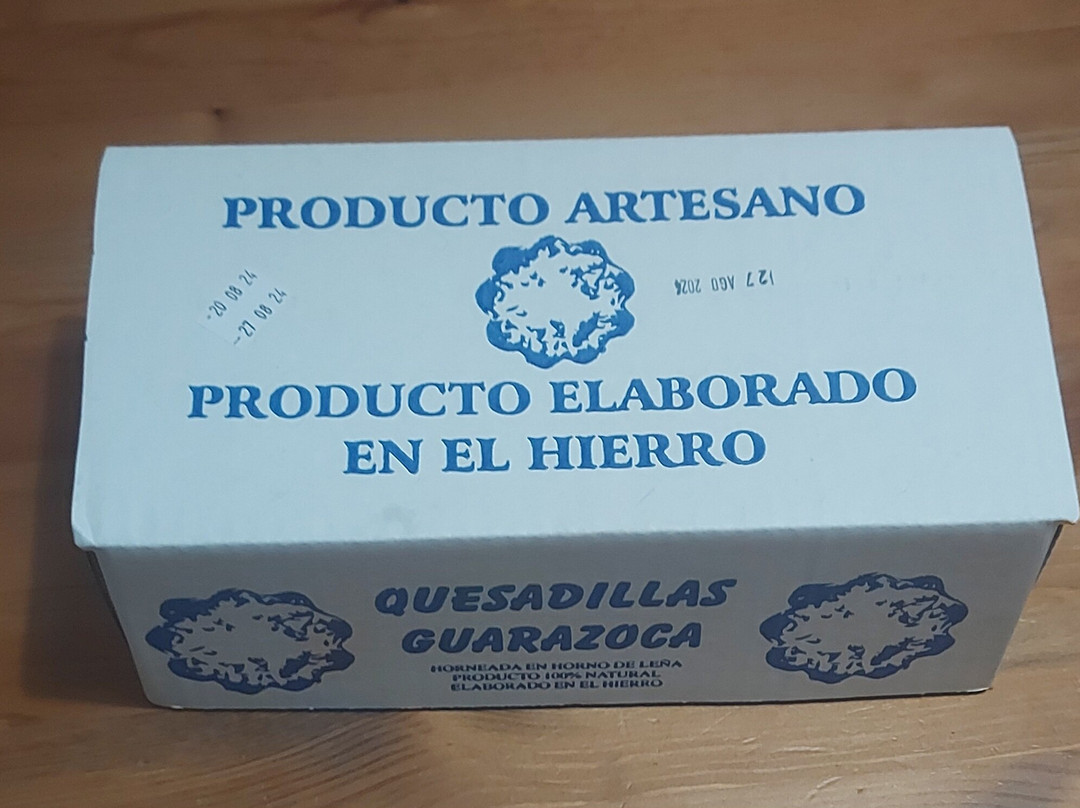 PRODUCTO ARTESANO
-20 08 24
-27 08 24
27 AGO 2024
PRODUCTO ELABORADO
EN EL HIERRO
QUESADILLAS
GUARAZOCA
HORNEADA EN HORNO DE LEÑA
PRODUCTO 100% NATURAL
ELABORADO EN EL HIERRO